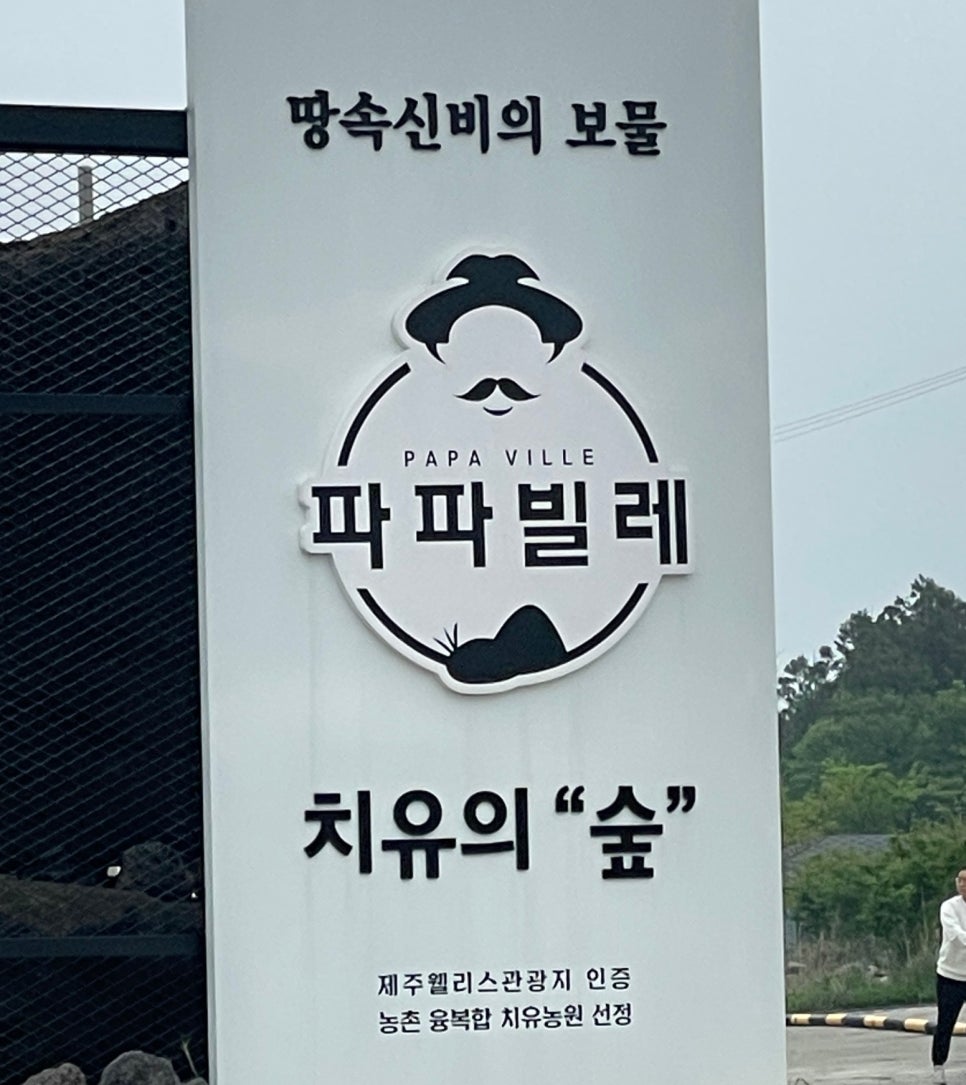 땅속신비의 보물
PAPA VILLE
파파빌레
치유의 “숲”
제주웰리스관광지 인증
농촌 융복합 치유농원 선정